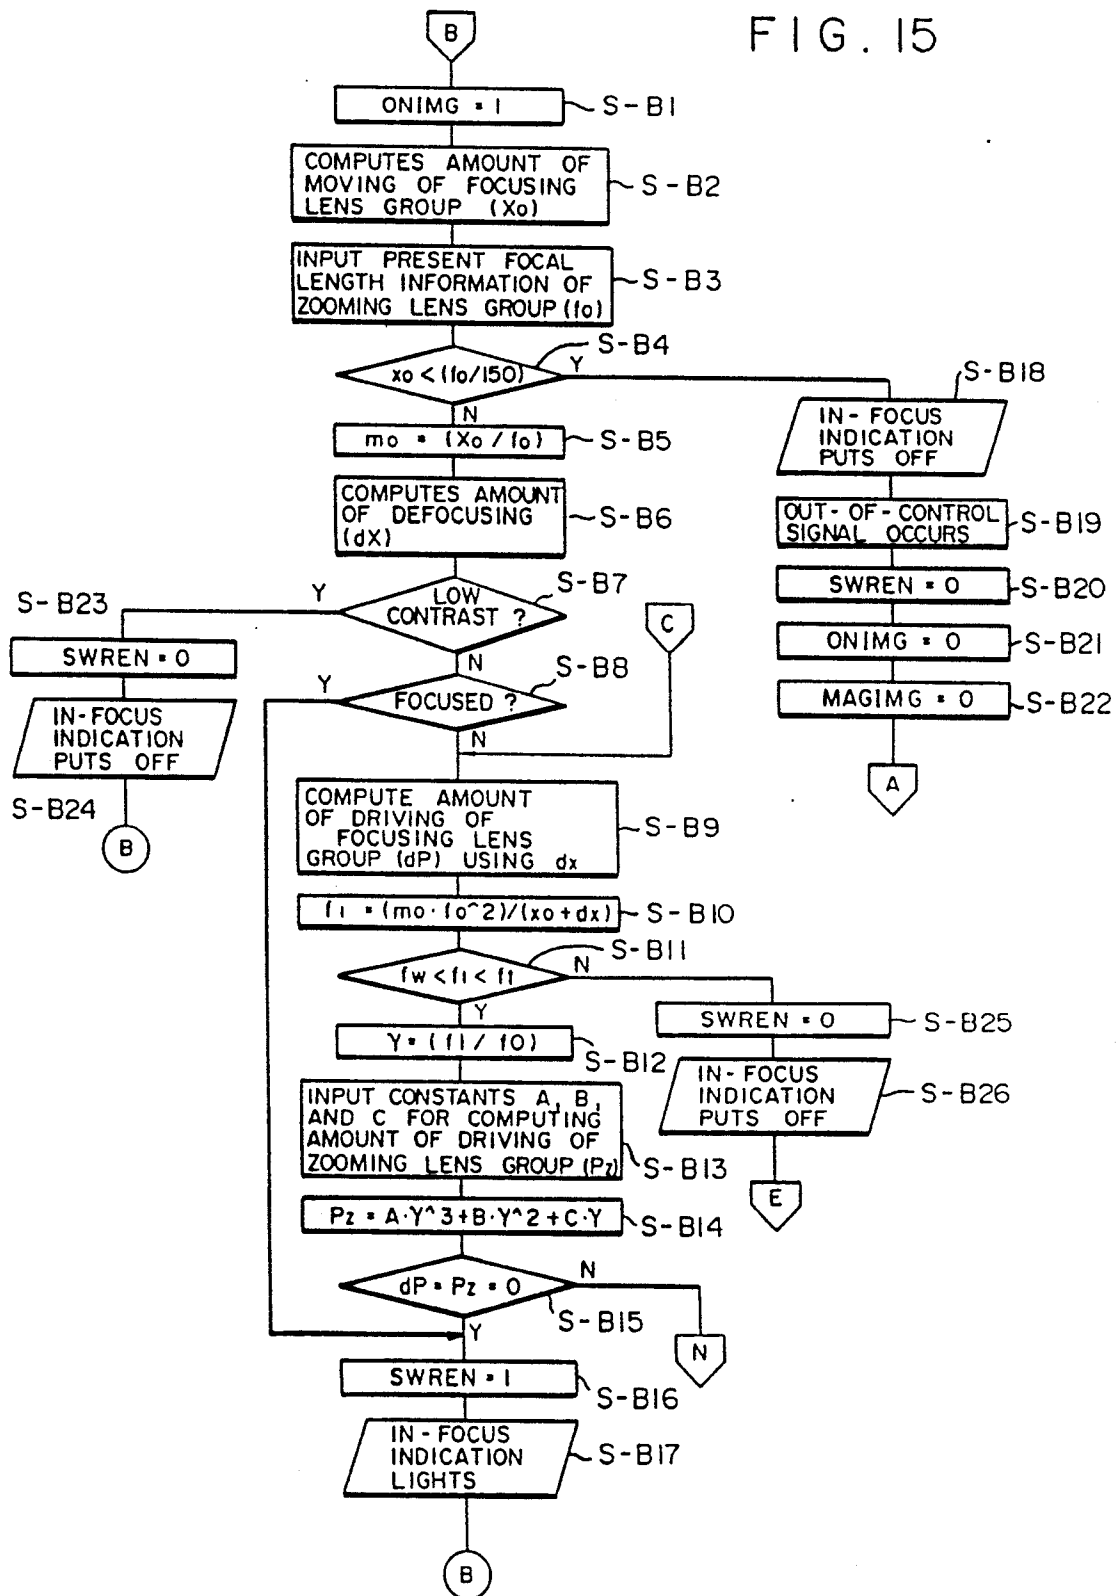 FIG. 15
B
ONIMG = 1
S-B1
COMPUTES AMOUNT OF
MOVING OF FOCUSING
LENS GROUP (Xo)
S-B2
INPUT PRESENT FOCAL
LENGTH INFORMATION OF
ZOOMING LENS GROUP (fo)
S-B3
S-B4
xo < (fo/150)
Y
N
mo = (Xo / fo)
S-B5
COMPUTES AMOUNT
OF DEFOCUSING
(dX)
S-B6
S-B7
LOW
CONTRAST ?
Y
N
S-B8
FOCUSED ?
Y
N
C
S-B18
IN-FOCUS
INDICATION
PUTS OFF
OUT-OF-CONTROL
SIGNAL OCCURS
S-B19
SWREN = 0
S-B20
ONIMG = 0
S-B21
MAGIMG = 0
S-B22
A
S-B23
SWREN = 0
IN-FOCUS
INDICATION
PUTS OFF
S-B24
B
COMPUTE AMOUNT
OF DRIVING OF
FOCUSING LENS
GROUP (dP) USING dx
S-B9
f1 = (mo·fo^2)/(xo+dx)
S-B10
S-B11
fw < f1 < ft
N
Y
γ = (f1 / f0)
S-B12
INPUT CONSTANTS A, B,
AND C FOR COMPUTING
AMOUNT OF DRIVING OF
ZOOMING LENS GROUP (Pz)
S-B13
Pz = A·γ^3+B·γ^2+C·γ
S-B14
dP = Pz = 0
N
S-B15
Y
N
SWREN = 1
S-B16
IN-FOCUS
INDICATION
LIGHTS
S-B17
B
SWREN = 0
S-B25
IN-FOCUS
INDICATION
PUTS OFF
S-B26
E